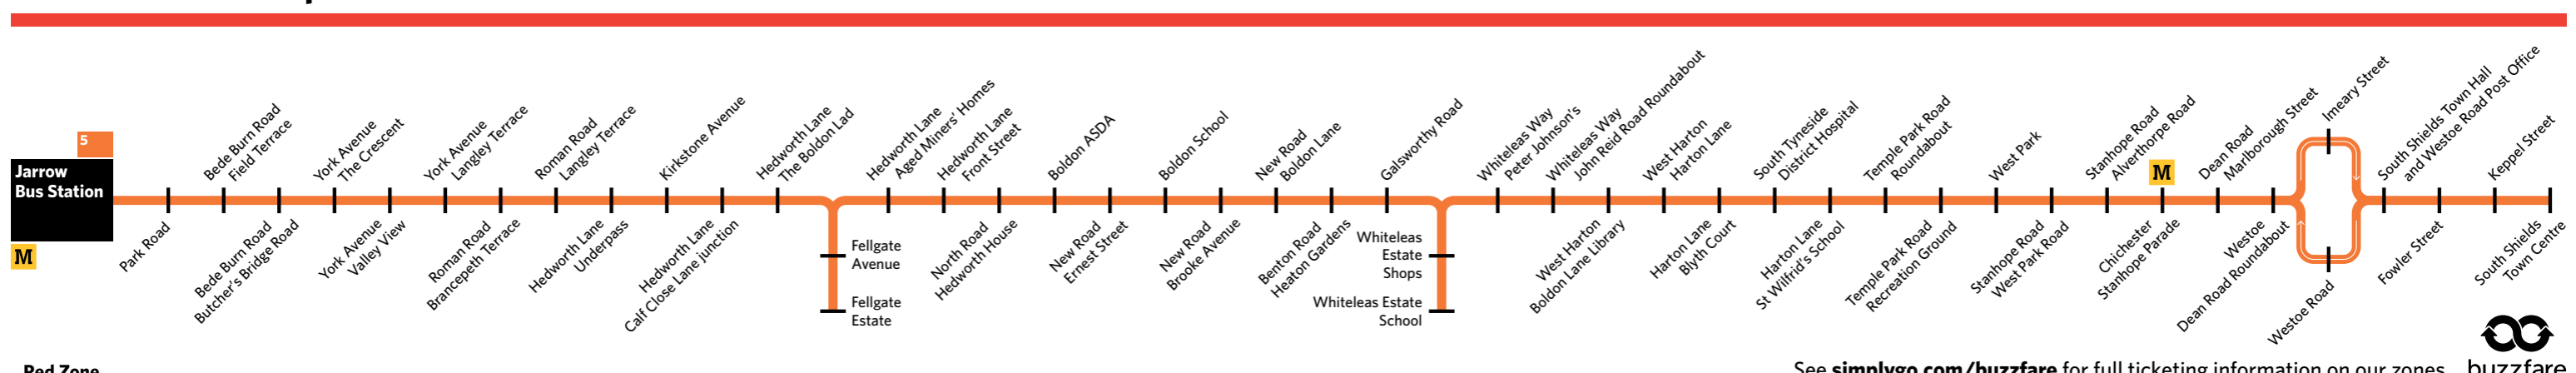 5
Jarrow
Bus Station
M
Park Road
Bede Burn Road
Field Terrace
Bede Burn Road
Butcher's Bridge Road
York Avenue
The Crescent
York Avenue
Valley View
York Avenue
Langley Terrace
Roman Road
Brancepeth Terrace
Roman Road
Langley Terrace
Hedworth Lane
Underpass
Kirkstone Avenue
Hedworth Lane
Calf Close Lane junction
Hedworth Lane
The Boldon Lad
Fellgate
Avenue
Fellgate
Estate
Hedworth Lane
Aged Miners' Homes
Hedworth Lane
Front Street
North Road
Hedworth House
Boldon ASDA
New Road
Ernest Street
Boldon School
New Road
Brooke Avenue
New Road
Boldon Lane
Benton Road
Heaton Gardens
Galsworthy Road
Whiteleas
Estate
Shops
Whiteleas Estate
School
Whiteleas Way
Peter Johnson's
Whiteleas Way
John Reid Road Roundabout
West Harton
Boldon Lane Library
West Harton
Harton Lane
Harton Lane
Blyth Court
South Tyneside
District Hospital
Harton Lane
St Wilfrid's School
Temple Park Road
Roundabout
Temple Park Road
Recreation Ground
West Park
Stanhope Road
West Park Road
Stanhope Road
Alverthorpe Road
M
Chichester
Stanhope Parade
Dean Road
Marlborough Street
Westoe
Dean Road Roundabout
Imeary Street
Westoe Road
South Shields Town Hall
and Westoe Road Post Office
Fowler Street
Keppel Street
South Shields
Town Centre
Red Zone
See simplygo.com/buzzfare for full ticketing information on our zones
buzzfare